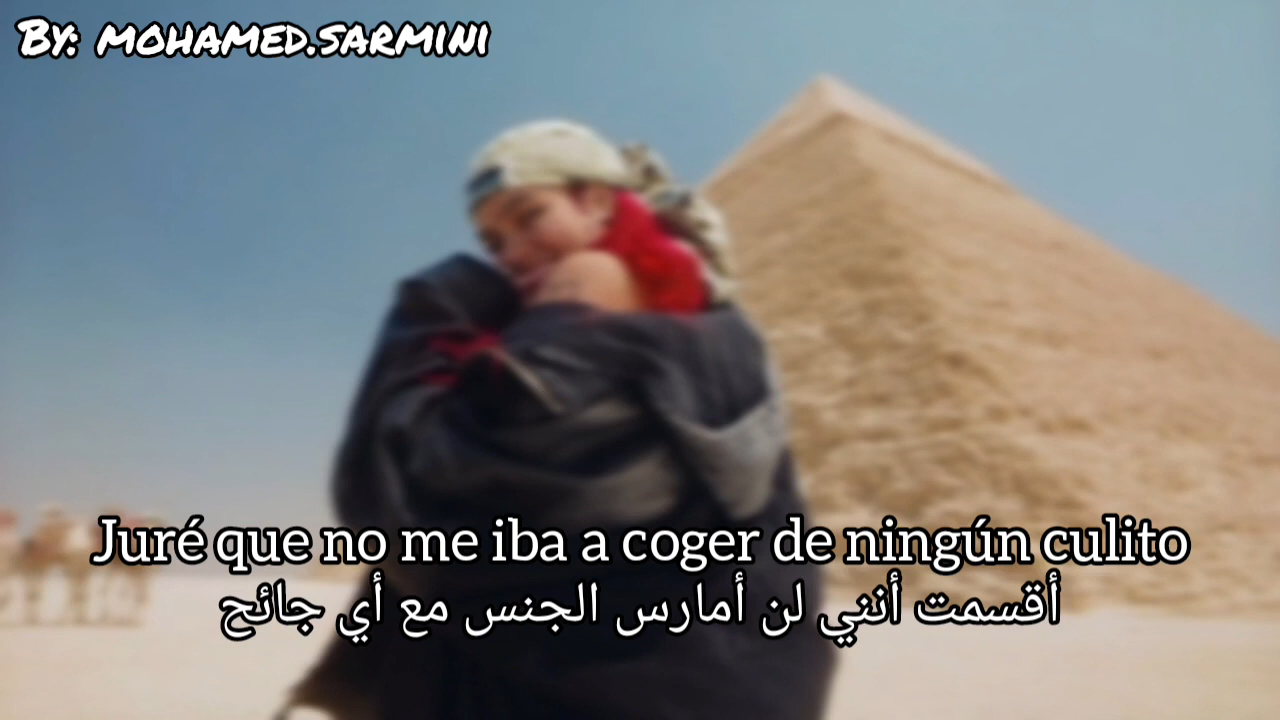 By: MOHAMED.SARMINI
Juré que no me iba a coger de ningún culito
أقسمت أنني لن أمارس الجنس مع أي جائح